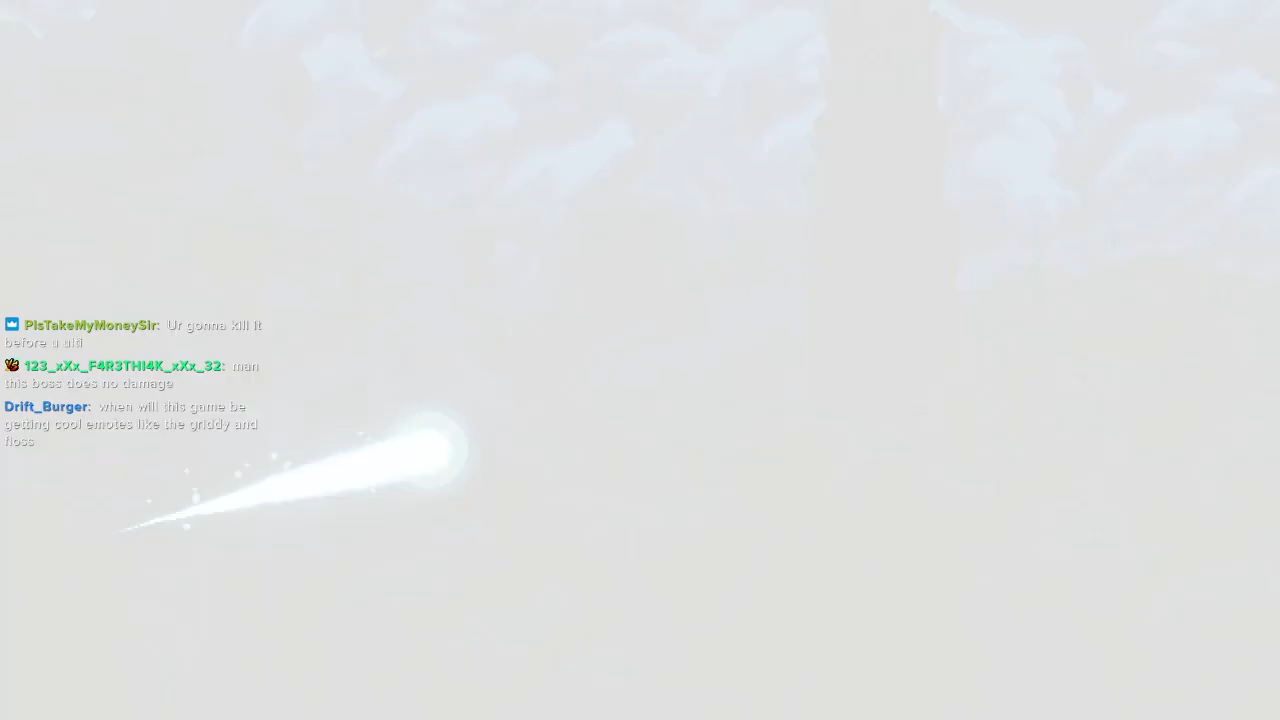 PlsTakeMyMoneySir: Ur gonna kill it
before u ulti
123_xXx_F4R3THI4K_xXx_32: man
this boss does no damage
Drift_Burger: when will this game be
getting cool emotes like the griddy and
floss